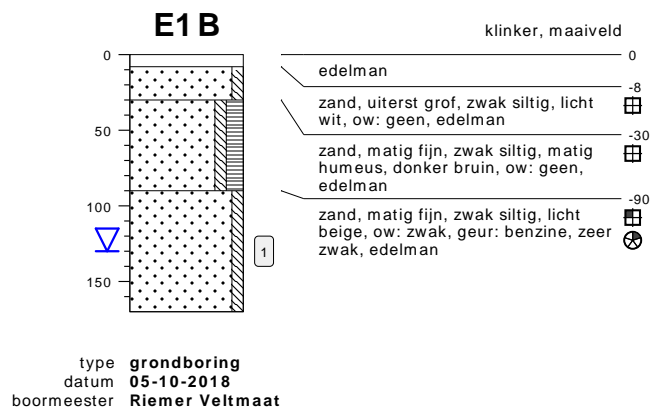 E1B
klinker, maaiveld
0
0
edelman
-8
zand, uiterst grof, zwak siltig, licht
wit, ow: geen, edelman
-30
50
zand, matig fijn, zwak siltig, matig
humeus, donker bruin, ow: geen,
edelman
-90
100
zand, matig fijn, zwak siltig, licht
beige, ow: zwak, geur: benzine, zeer
zwak, edelman
1
150
type grondboring
datum 05-10-2018
boormeester Riemer Veltmaat